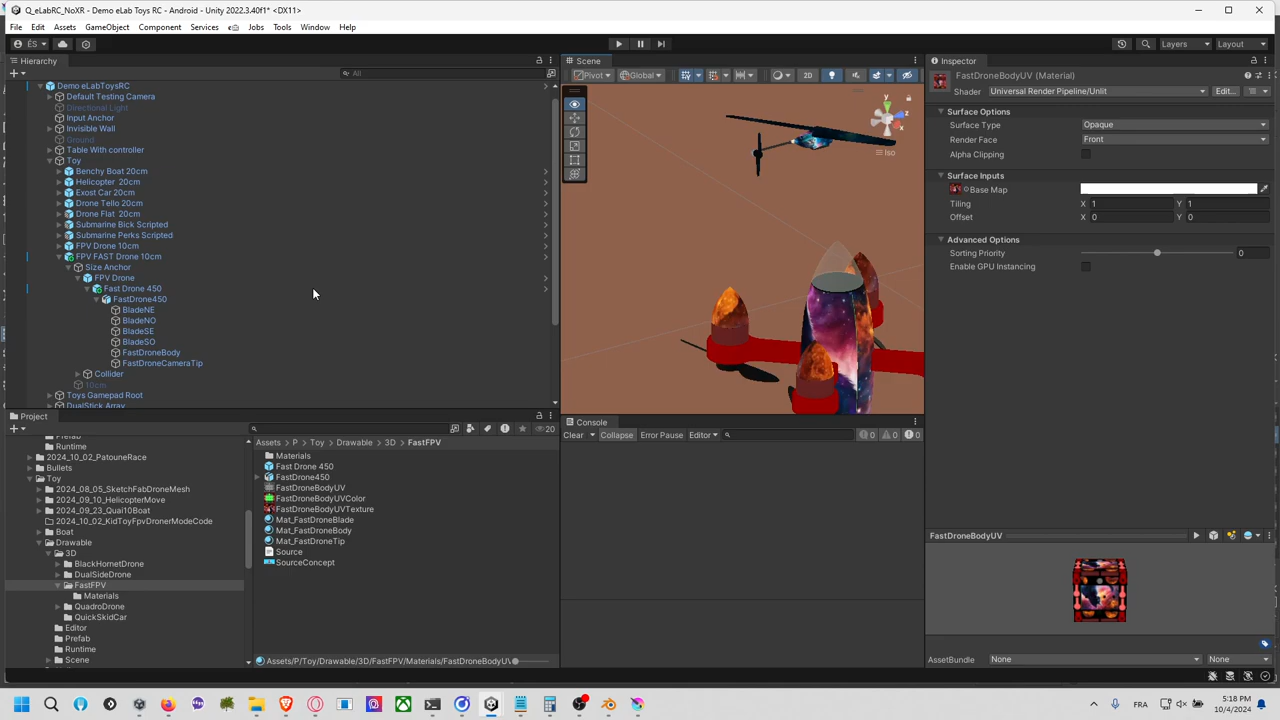 Q_eLabRC_NoXR - Demo eLab Toys RC - Android - Unity 2022.3.40f1* <DX11>
File Edit Assets GameObject Component Services Jobs Tools Window Help
ÉS Layers Layout
Hierarchy
All
Demo eLabToysRC
Default Testing Camera
Directional Light
Input Anchor
Invisible Wall
Ground
Table With controller
Toy
Benchy Boat 20cm
Helicopter 20cm
Exost Car 20cm
Drone Tello 20cm
Drone Flat 20cm
Submarine Bick Scripted
Submarine Perks Scripted
FPV Drone 10cm
FPV FAST Drone 10cm
Size Anchor
FPV Drone
Fast Drone 450
FastDrone450
BladeNE
BladeNO
BladeSE
BladeSO
FastDroneBody
FastDroneCameraTip
Collider
10cm
Toys Gamepad Root
DualStick Array
Scene
Pivot Global 2D
y
z
x
Iso
Project
20
Prefab
Runtime
2024_10_02_PatouneRace
Bullets
Toy
2024_08_05_SketchFabDroneMesh
2024_09_10_HelicopterMove
2024_09_23_Quai10Boat
2024_10_02_KidToyFpvDronerModeCode
Boat
Drawable
3D
BlackHornetDrone
DualSideDrone
FastFPV
Materials
QuadroDrone
QuickSkidCar
Editor
Prefab
Runtime
Scene
Assets > P > Toy > Drawable > 3D > FastFPV
Materials
Fast Drone 450
FastDrone450
FastDroneBodyUV
FastDroneBodyUVColor
FastDroneBodyUVTexture
Mat_FastDroneBlade
Mat_FastDroneBody
Mat_FastDroneTip
Source
SourceConcept
Assets/P/Toy/Drawable/3D/FastFPV/Materials/FastDroneBodyUV
Console
Clear Collapse Error Pause Editor 0 0 0
Inspector
FastDroneBodyUV (Material)
Shader Universal Render Pipeline/Unlit Edit...
Surface Options
Surface Type Opaque
Render Face Front
Alpha Clipping
Surface Inputs
Base Map
Tiling X 1 Y 1
Offset X 0 Y 0
Advanced Options
Sorting Priority 0
Enable GPU Instancing
FastDroneBodyUV
AssetBundle None None
FRA 5:18 PM
10/4/2024